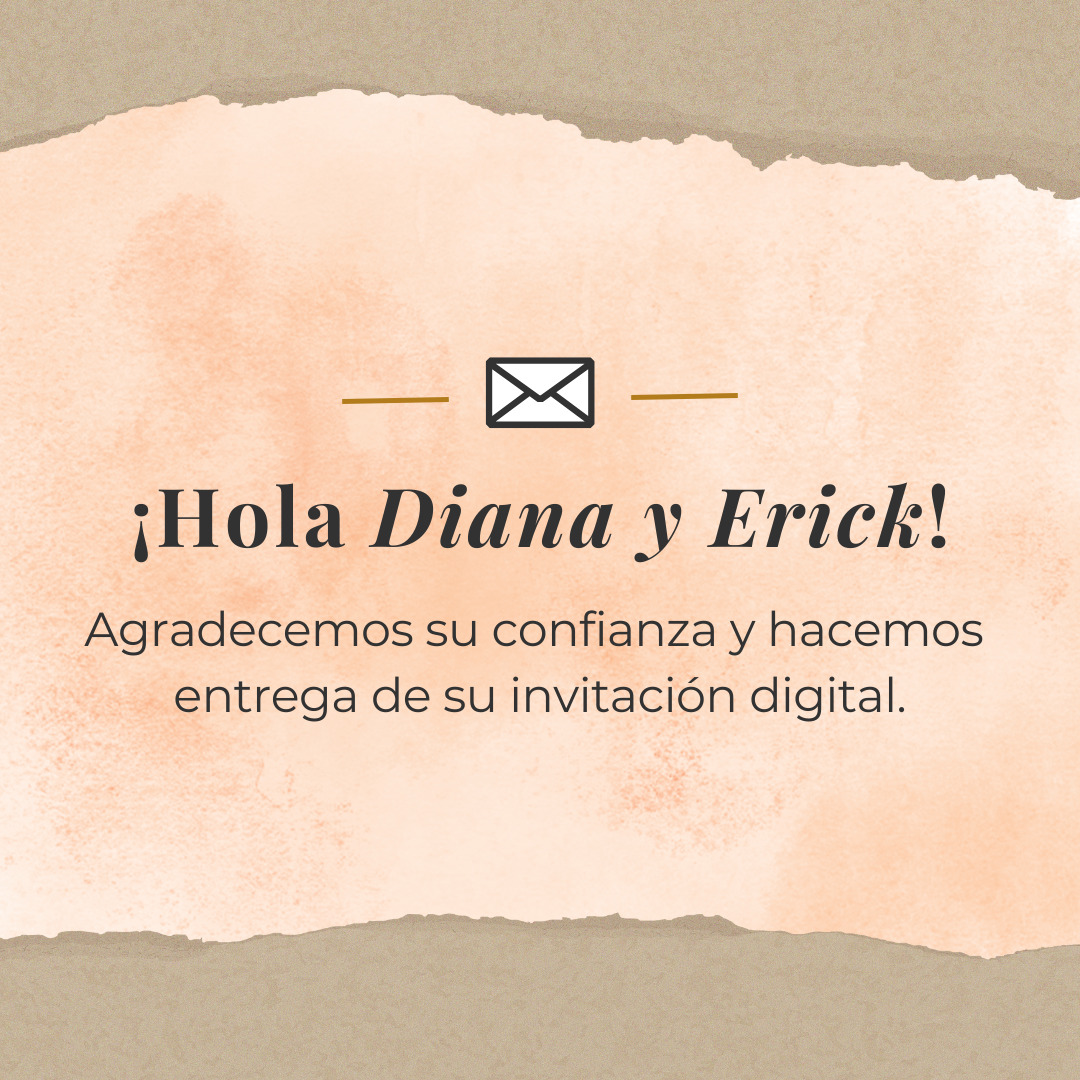 ¡Hola Diana y Erick!
Agradecemos su confianza y hacemos
entrega de su invitación digital.